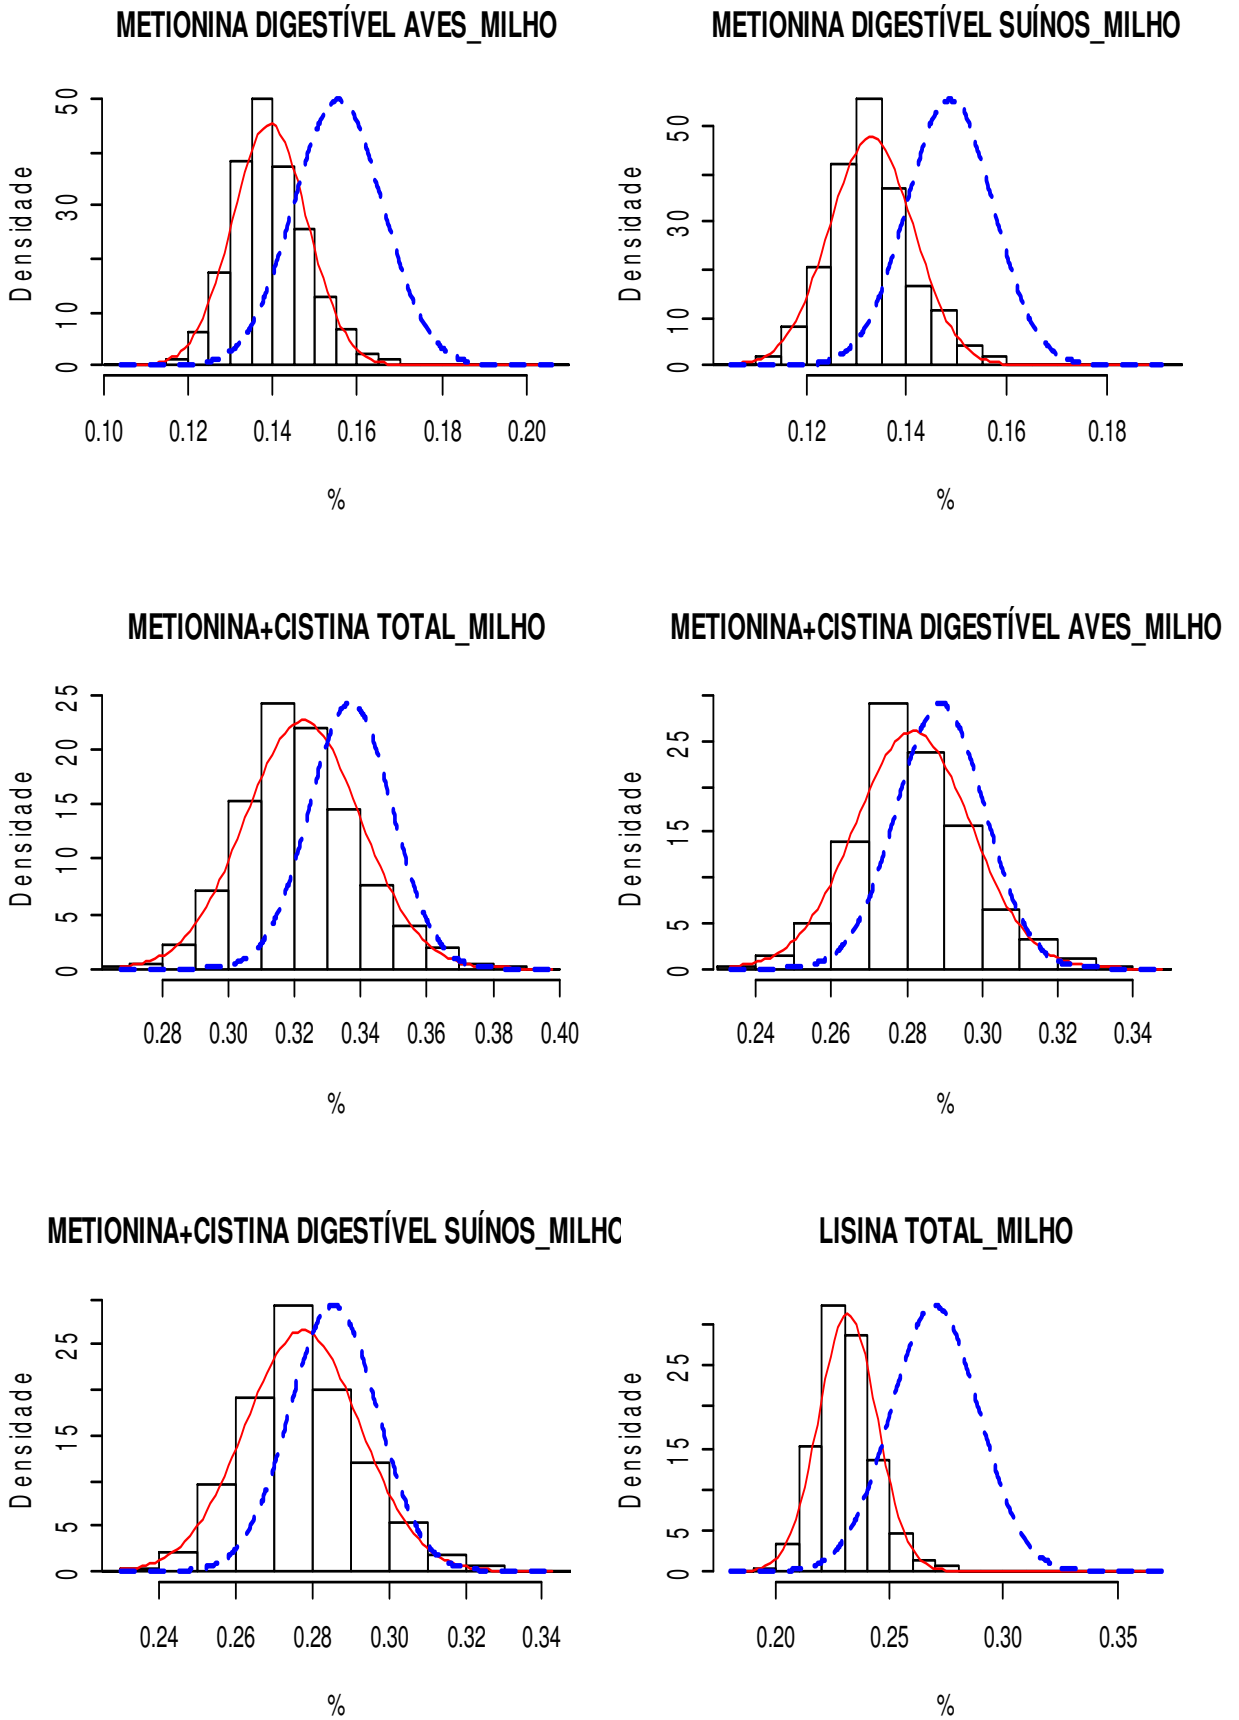 METIONINA DIGESTÍVEL AVES_MILHO
Densidade
0 10 30 50
0.10 0.12 0.14 0.16 0.18 0.20
%
METIONINA DIGESTÍVEL SUÍNOS_MILHO
Densidade
0 10 30 50
0.12 0.14 0.16 0.18
%
METIONINA+CISTINA TOTAL_MILHO
Densidade
0 5 10 15 20 25
0.28 0.30 0.32 0.34 0.36 0.38 0.40
%
METIONINA+CISTINA DIGESTÍVEL AVES_MILHO
Densidade
0 5 15 25
0.24 0.26 0.28 0.30 0.32 0.34
%
METIONINA+CISTINA DIGESTÍVEL SUÍNOS_MILHO
Densidade
0 5 15 25
0.24 0.26 0.28 0.30 0.32 0.34
%
LISINA TOTAL_MILHO
Densidade
0 5 15 25
0.20 0.25 0.30 0.35
%